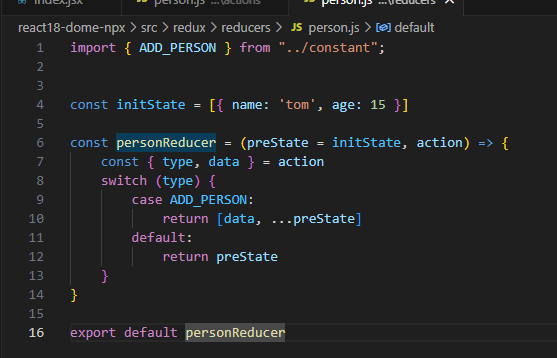 index.jsx person.js ...\actions person.js ...\reducers
react18-dome-npx > src > redux > reducers > JS person.js > default
1 import { ADD_PERSON } from "../constant";
2
3
4 const initState = [{ name: 'tom', age: 15 }]
5
6 const personReducer = (preState = initState, action) => {
7 const { type, data } = action
8 switch (type) {
9 case ADD_PERSON:
10 return [data, ...preState]
11 default:
12 return preState
13 }
14 }
15
16 export default personReducer